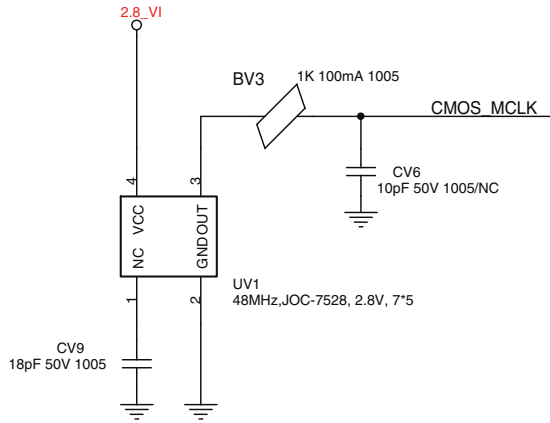 2.8_VI
BV3
1K 100mA 1005
CMOS_MCLK
CV6
10pF 50V 1005/NC
4
3
VCC
OUT
NC
GND
UV1
48MHz,JOC-7528, 2.8V, 7*5
1
2
CV9
18pF 50V 1005